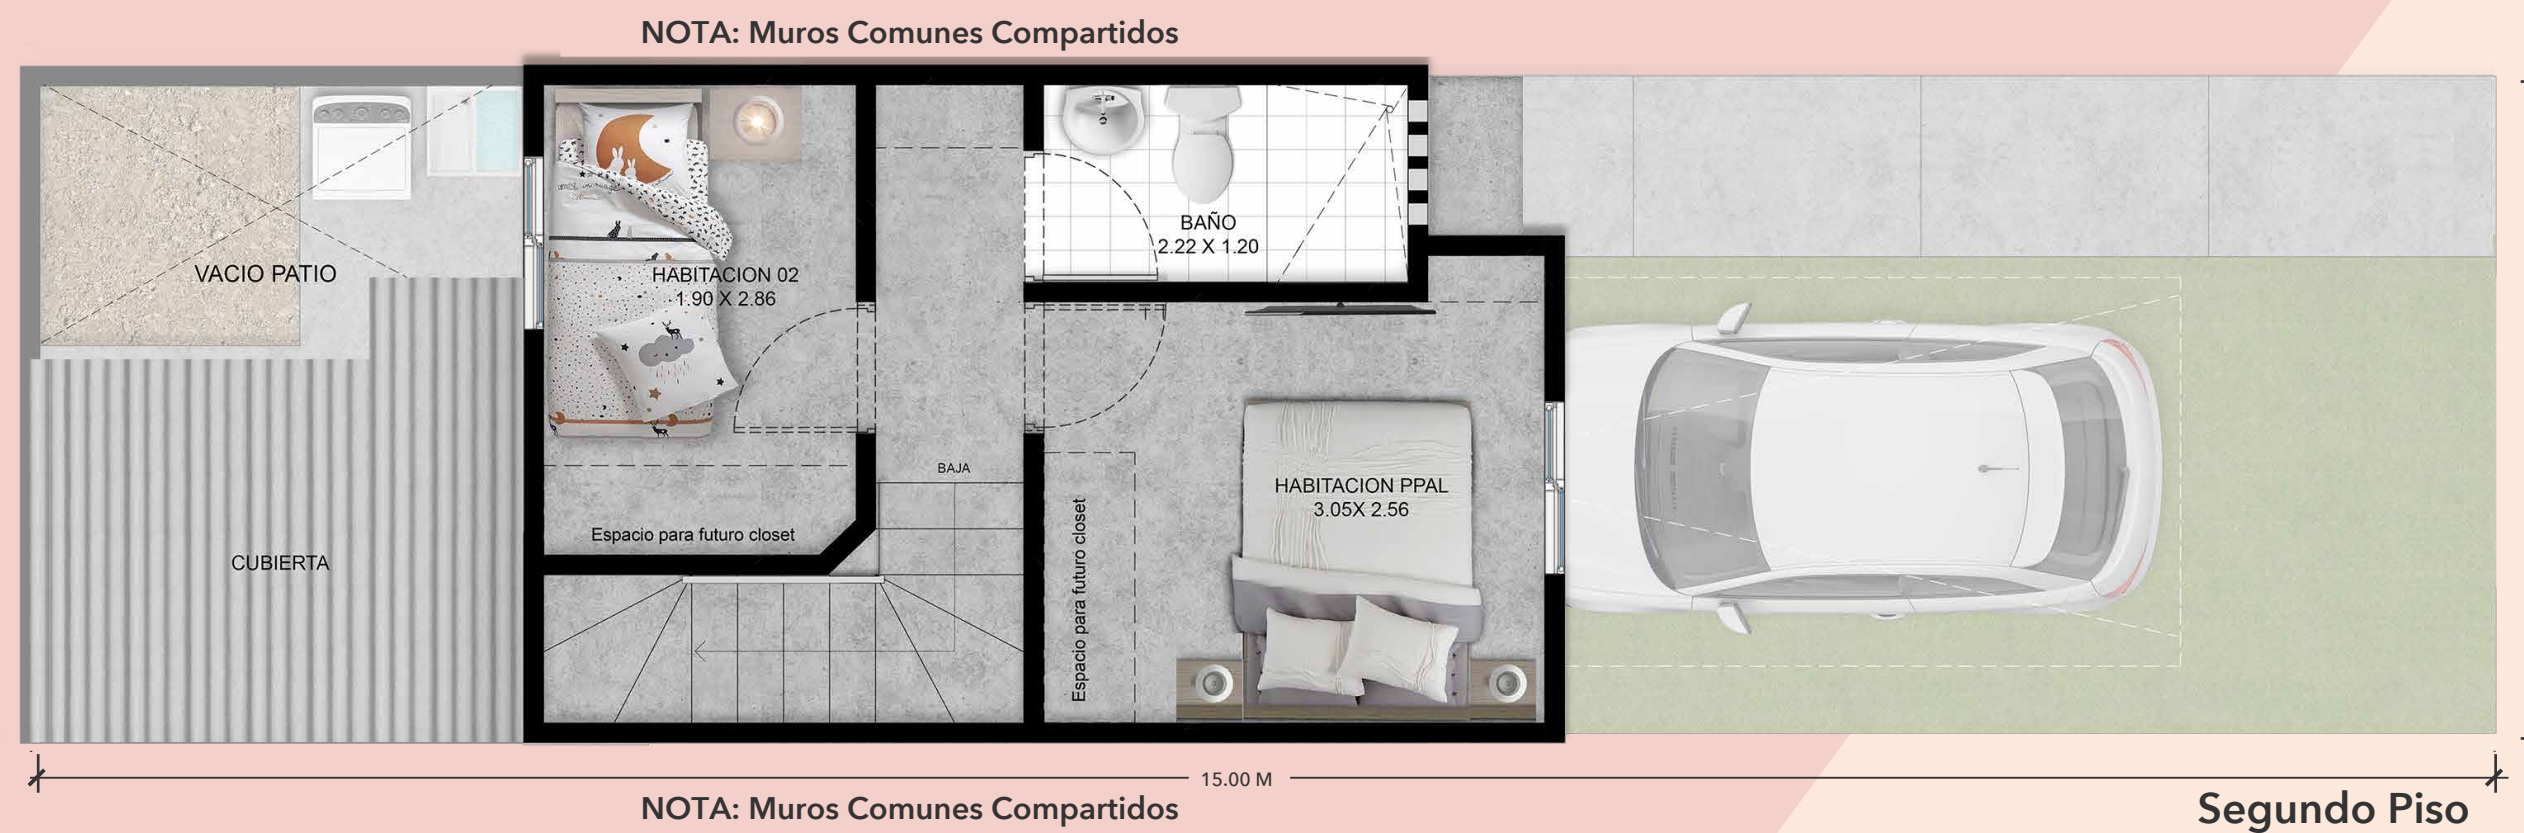 NOTA: Muros Comunes Compartidos
VACIO PATIO
HABITACION 02
1.90 X 2.86
BAÑO
2.22 X 1.20
BAJA
HABITACION PPAL
3.05X 2.56
Espacio para futuro closet
Espacio para futuro closet
CUBIERTA
15.00 M
NOTA: Muros Comunes Compartidos
Segundo Piso